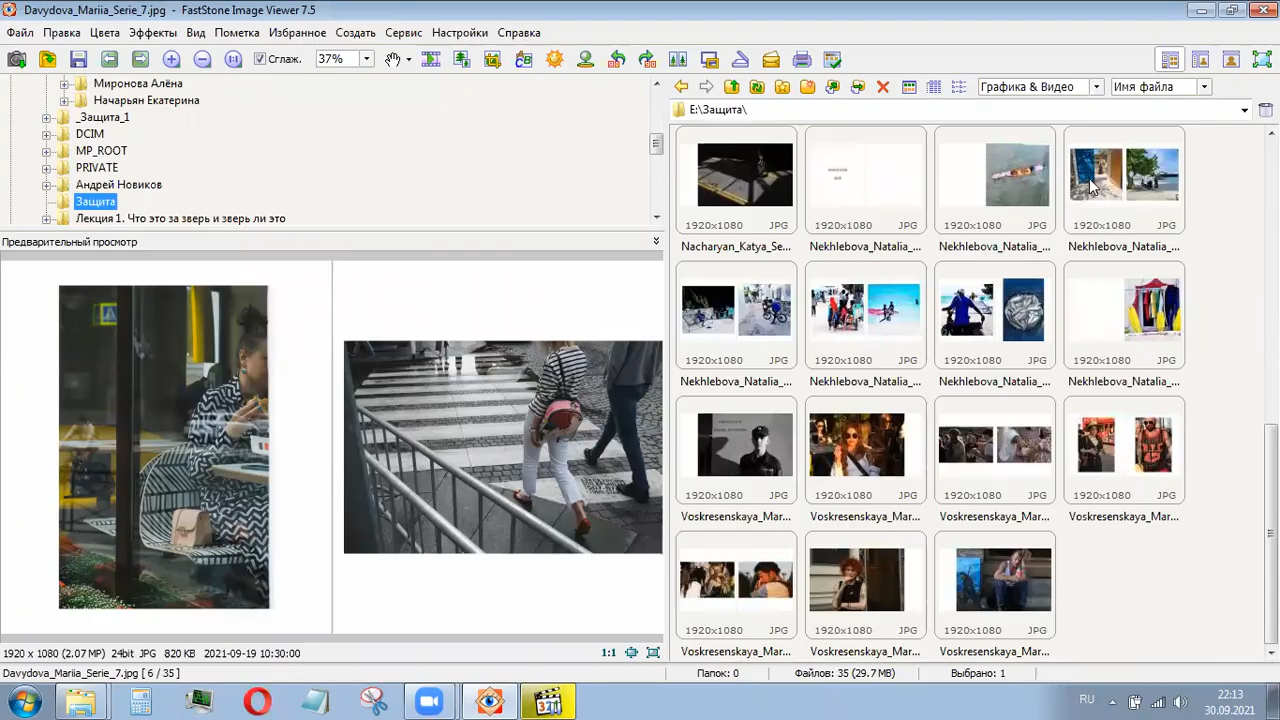 Davydova_Mariia_Serie_7.jpg - FastStone Image Viewer 7.5
Файл Правка Цвета Эффекты Вид Пометка Избранное Создать Сервис Настройки Справка
Сглаж. 37%
Графика & Видео Имя файла
E:\Защита\
Миронова Алёна
Начарьян Екатерина
_Защита_1
DCIM
MP_ROOT
PRIVATE
Андрей Новиков
Защита
Лекция 1. Что это за зверь и зверь ли это
Предварительный просмотр
1920x1080 JPG 1920x1080 JPG 1920x1080 JPG 1920x1080 JPG
Nacharyan_Katya_Se... Nekhlebova_Natalia_... Nekhlebova_Natalia_... Nekhlebova_Natalia_...
1920x1080 JPG 1920x1080 JPG 1920x1080 JPG 1920x1080 JPG
Nekhlebova_Natalia_... Nekhlebova_Natalia_... Nekhlebova_Natalia_... Nekhlebova_Natalia_...
1920x1080 JPG 1920x1080 JPG 1920x1080 JPG 1920x1080 JPG
Voskresenskaya_Mar... Voskresenskaya_Mar... Voskresenskaya_Mar... Voskresenskaya_Mar...
1920x1080 JPG 1920x1080 JPG 1920x1080 JPG
Voskresenskaya_Mar... Voskresenskaya_Mar... Voskresenskaya_Mar...
1920 x 1080 (2.07 MP) 24bit JPG 820 KB 2021-09-19 10:30:00 1:1
Davydova_Mariia_Serie_7.jpg [ 6 / 35 ] Папок: 0 Файлов: 35 (29.7 MB) Выбрано: 1
321
RU 22:13
30.09.2021